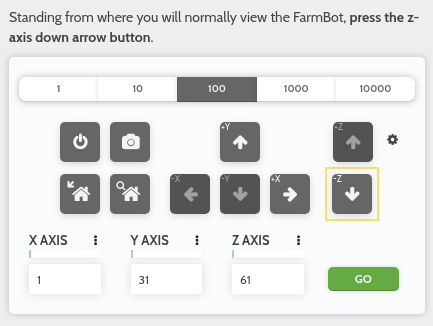 Standing from where you will normally view the FarmBot, press the z-
axis down arrow button.
1 10 100 1000 10000
+Y +Z
-X -Y +X -Z
X AXIS Y AXIS Z AXIS
1 31 61 GO